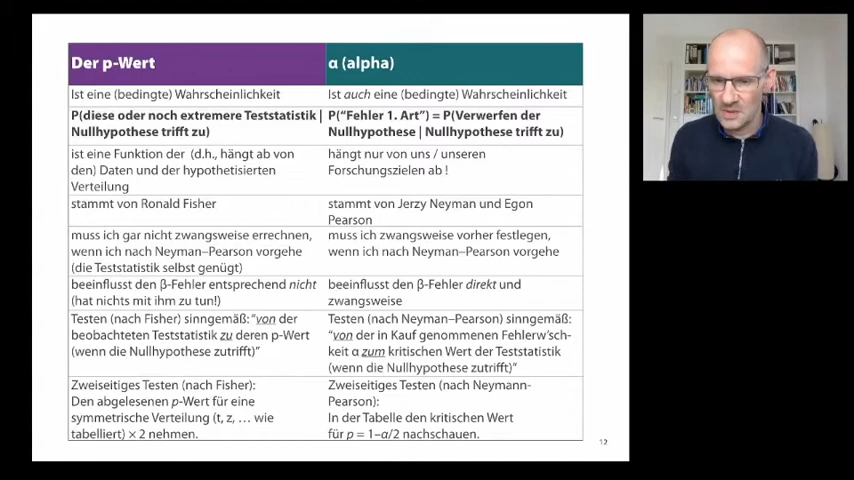 Der p-Wert
α (alpha)
Ist eine (bedingte) Wahrscheinlichkeit
Ist auch eine (bedingte) Wahrscheinlichkeit
P(diese oder noch extremere Teststatistik |
Nullhypothese trifft zu)
P("Fehler 1. Art") = P(Verwerfen der
Nullhypothese | Nullhypothese trifft zu)
ist eine Funktion der (d.h., hängt ab von
den) Daten und der hypothetisierten
Verteilung
hängt nur von uns / unseren
Forschungszielen ab !
stammt von Ronald Fisher
stammt von Jerzy Neyman und Egon
Pearson
muss ich gar nicht zwangsweise errechnen,
wenn ich nach Neyman–Pearson vorgehe
(die Teststatistik selbst genügt)
muss ich zwangsweise vorher festlegen,
wenn ich nach Neyman–Pearson vorgehe
beeinflusst den β-Fehler entsprechend nicht
(hat nichts mit ihm zu tun!)
beeinflusst den β-Fehler direkt und
zwangsweise
Testen (nach Fisher) sinngemäß: "von der
beobachteten Teststatistik zu deren p-Wert
(wenn die Nullhypothese zutrifft)"
Testen (nach Neyman–Pearson) sinngemäß:
"von der in Kauf genommenen Fehlerw'sch-
keit α zum kritischen Wert der Teststatistik
(wenn die Nullhypothese zutrifft)"
Zweiseitiges Testen (nach Fisher):
Den abgelesenen p-Wert für eine
symmetrische Verteilung (t, z, … wie
tabelliert) × 2 nehmen.
Zweiseitiges Testen (nach Neymann-
Pearson):
In der Tabelle den kritischen Wert
für p = 1–α/2 nachschauen.
12